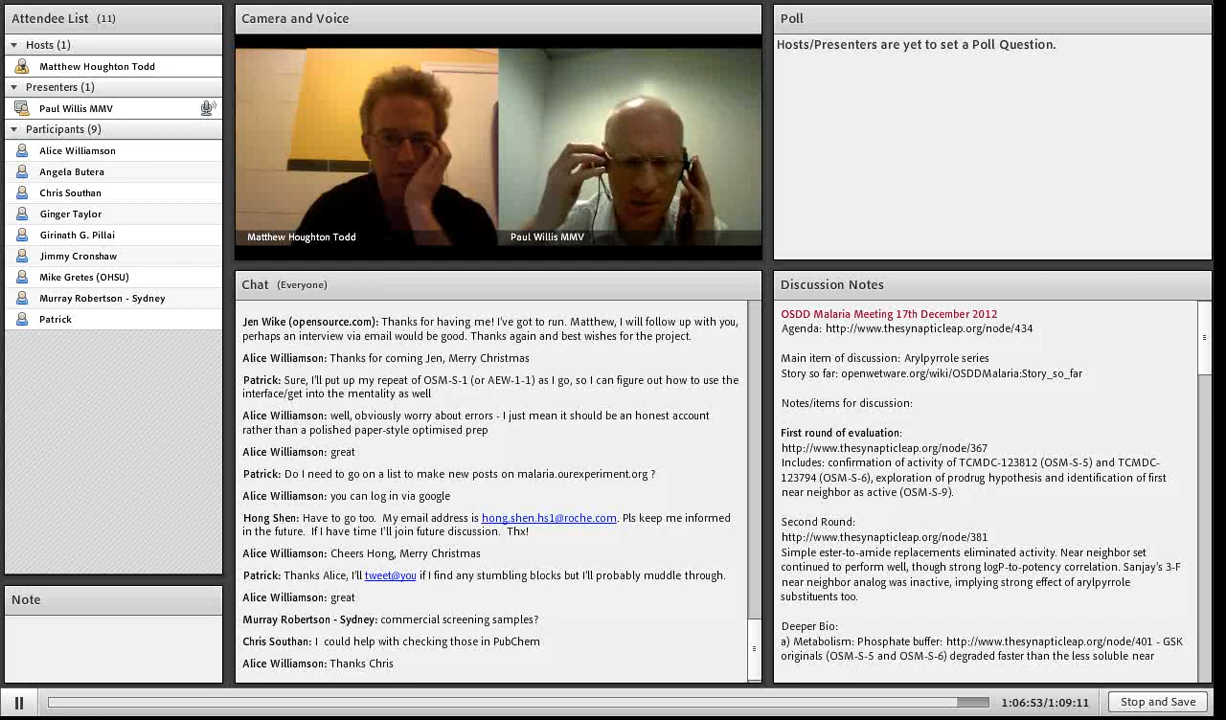 Attendee List (11)
Hosts (1)
Matthew Houghton Todd
Presenters (1)
Paul Willis MMV
Participants (9)
Alice Williamson
Angela Butera
Chris Southan
Ginger Taylor
Girinath G. Pillai
Jimmy Cronshaw
Mike Gretes (OHSU)
Murray Robertson - Sydney
Patrick
Note
Camera and Voice
Matthew Houghton Todd
Paul Willis MMV
Chat (Everyone)
Jen Wike (opensource.com): Thanks for having me! I've got to run. Matthew, I will follow up with you,
perhaps an interview via email would be good. Thanks again and best wishes for the project.
Alice Williamson: Thanks for coming Jen, Merry Christmas
Patrick: Sure, I'll put up my repeat of OSM-S-1 (or AEW-1-1) as I go, so I can figure out how to use the
interface/get into the mentality as well
Alice Williamson: well, obviously worry about errors - I just mean it should be an honest account
rather than a polished paper-style optimised prep
Alice Williamson: great
Patrick: Do I need to go on a list to make new posts on malaria.ourexperiment.org ?
Alice Williamson: you can log in via google
Hong Shen: Have to go too. My email address is hong.shen.hs1@roche.com. Pls keep me informed
in the future. If I have time I'll join future discussion. Thx!
Alice Williamson: Cheers Hong, Merry Christmas
Patrick: Thanks Alice, I'll tweet@you if I find any stumbling blocks but I'll probably muddle through.
Alice Williamson: great
Murray Robertson - Sydney: commercial screening samples?
Chris Southan: I could help with checking those in PubChem
Alice Williamson: Thanks Chris
Poll
Hosts/Presenters are yet to set a Poll Question.
Discussion Notes
OSDD Malaria Meeting 17th December 2012
Agenda: http://www.thesynapticleap.org/node/434
Main item of discussion: Arylpyrrole series
Story so far: openwetware.org/wiki/OSDDMalaria:Story_so_far
Notes/items for discussion:
First round of evaluation:
http://www.thesynapticleap.org/node/367
Includes: confirmation of activity of TCMDC-123812 (OSM-S-5) and TCMDC-
123794 (OSM-S-6), exploration of prodrug hypothesis and identification of first
near neighbor as active (OSM-S-9).
Second Round:
http://www.thesynapticleap.org/node/381
Simple ester-to-amide replacements eliminated activity. Near neighbor set
continued to perform well, though strong logP-to-potency correlation. Sanjay's 3-F
near neighbor analog was inactive, implying strong effect of arylpyrrole
substituents too.
Deeper Bio:
a) Metabolism: Phosphate buffer: http://www.thesynapticleap.org/node/401 - GSK
originals (OSM-S-5 and OSM-S-6) degraded faster than the less soluble near
1:06:53/1:09:11
Stop and Save